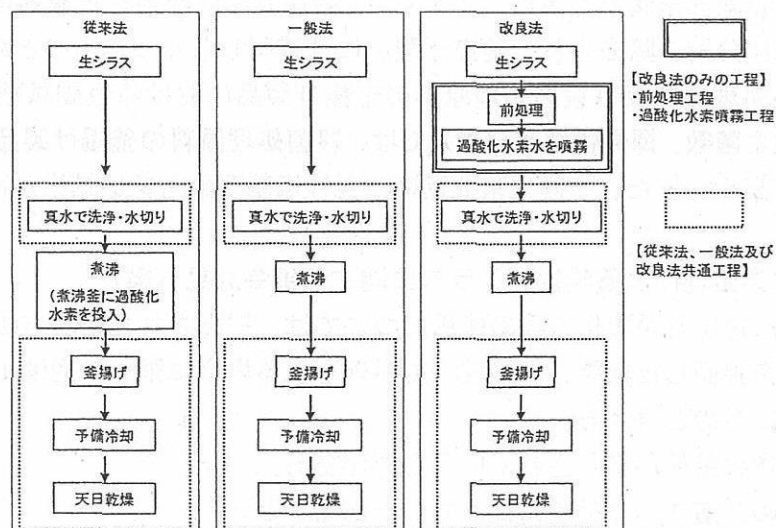 従来法
生シラス
真水で洗浄・水切り
煮沸
(煮沸釜に過酸化
水素を投入)
釜揚げ
予備冷却
天日乾燥
一般法
生シラス
真水で洗浄・水切り
煮沸
釜揚げ
予備冷却
天日乾燥
改良法
生シラス
前処理
過酸化水素水を噴霧
真水で洗浄・水切り
煮沸
釜揚げ
予備冷却
天日乾燥
【改良法のみの工程】
・前処理工程
・過酸化水素噴霧工程
【従来法、一般法及び
改良法共通工程】